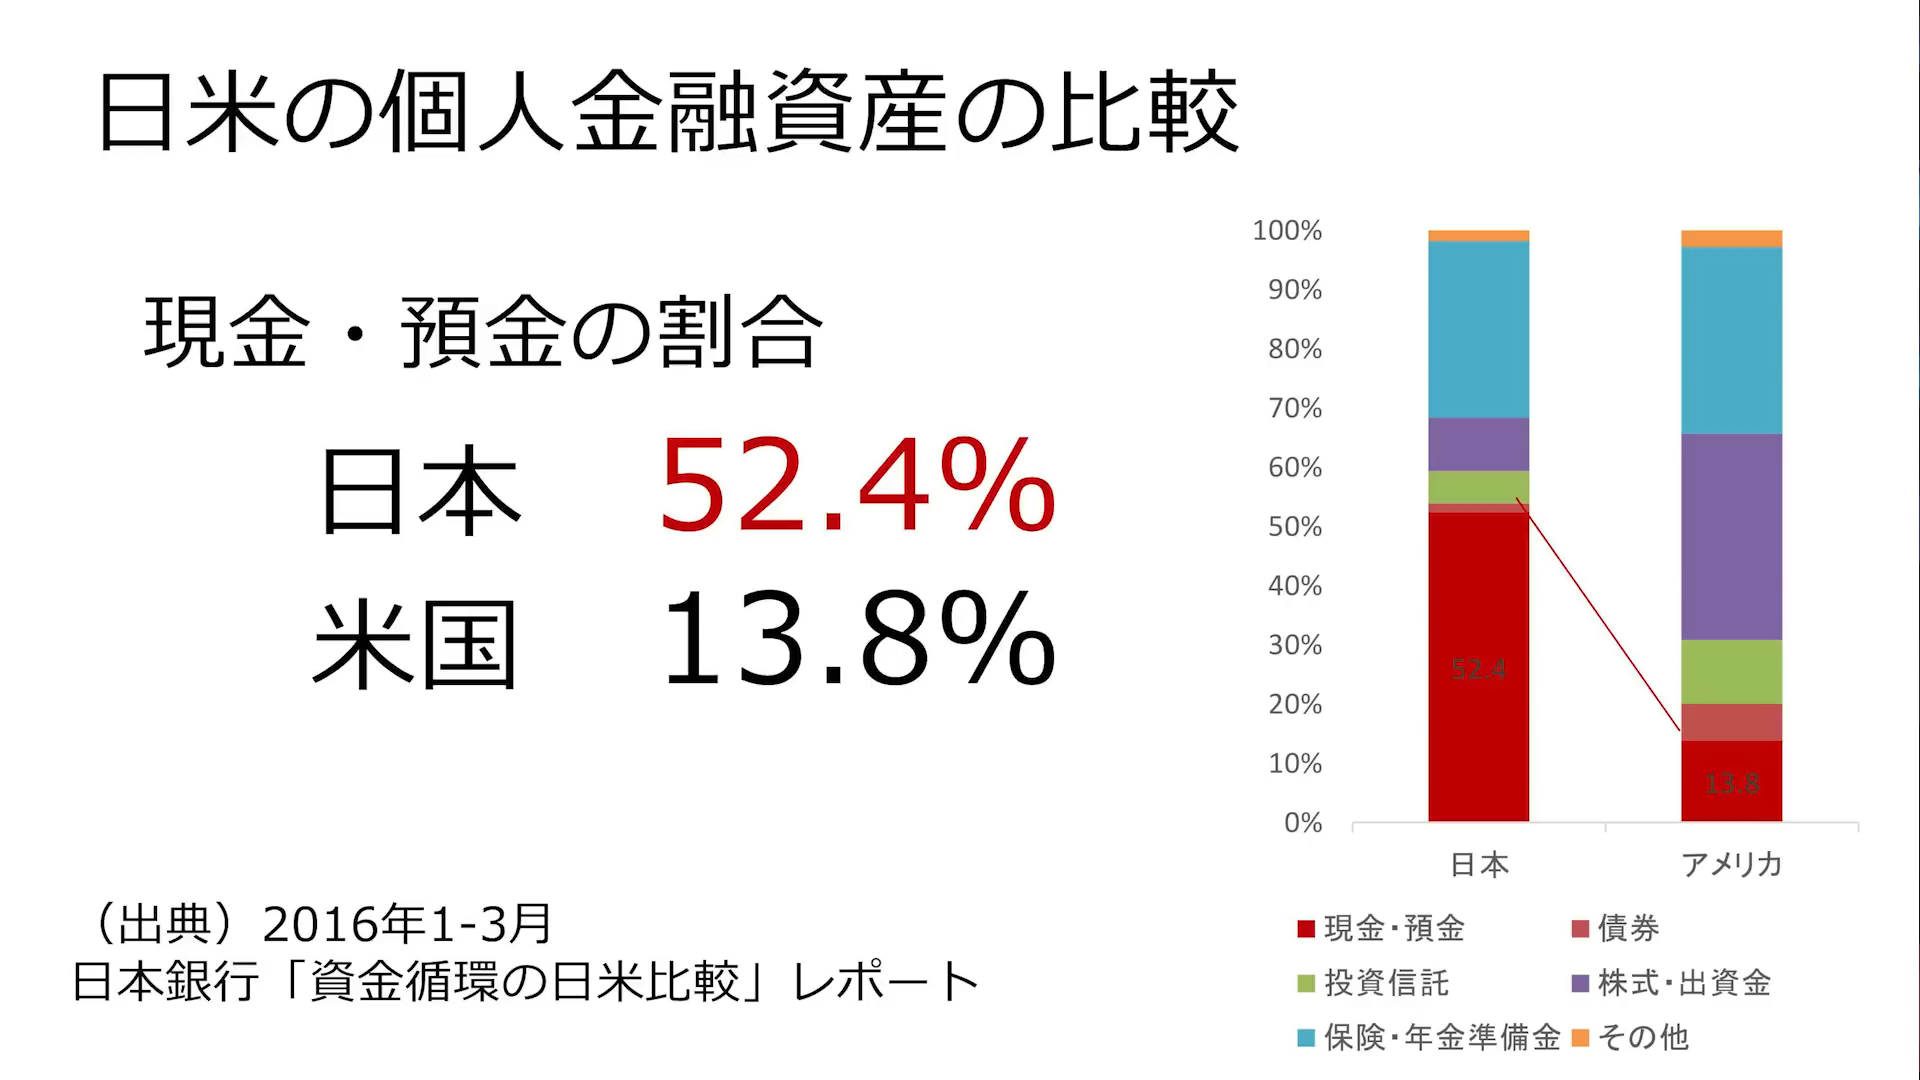 日米の個人金融資産の比較
現金・預金の割合
日本 52.4%
米国 13.8%
（出典）2016年1-3月
日本銀行「資金循環の日米比較」レポート
100%
90%
80%
70%
60%
50%
40%
30%
20%
10%
0%
52.4
13.8
日本 アメリカ
現金・預金 債券
投資信託 株式・出資金
保険・年金準備金 その他